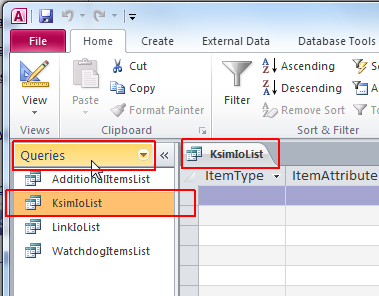 A
File Home Create External Data Database Tools
View
Paste
Cut
Copy
Format Painter
Filter
Ascending
Descending
Remove Sort
Views Clipboard Sort & Filter
Queries «
AdditionalItemsList
KsimIoList
LinkIoList
WatchdogItemsList
KsimIoList
ItemType ItemAttribute